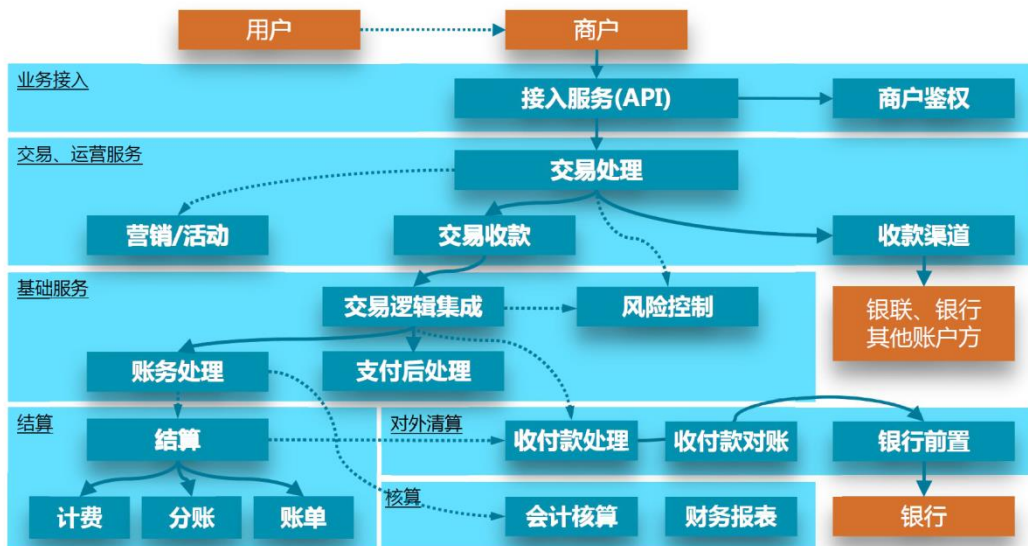 用户
商户
业务接入
接入服务(API)
商户鉴权
交易、运营服务
交易处理
营销/活动
交易收款
收款渠道
基础服务
交易逻辑集成
风险控制
银联、银行
其他账户方
账务处理
支付后处理
结算
对外清算
结算
收付款处理
收付款对账
银行前置
核算
计费
分账
账单
会计核算
财务报表
银行